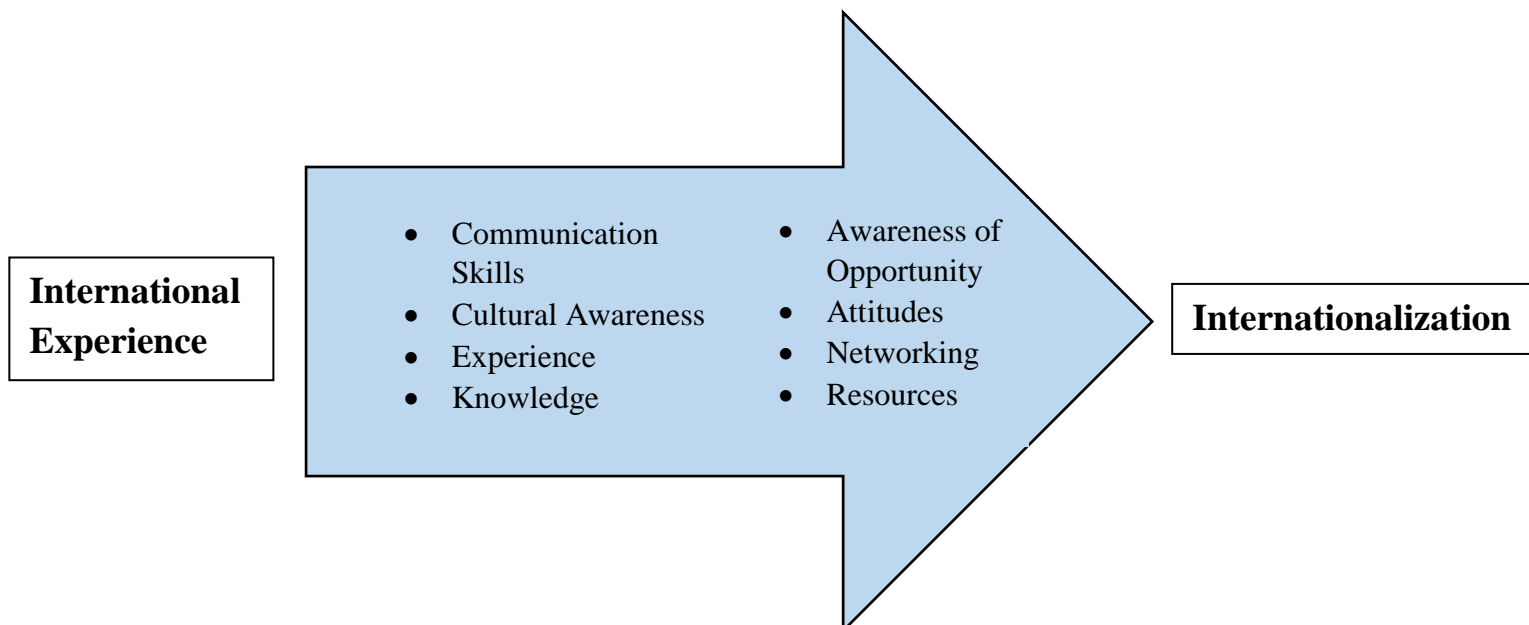 International
Experience
• Communication
Skills
• Cultural Awareness
• Experience
• Knowledge
• Awareness of
Opportunity
• Attitudes
• Networking
• Resources
Internationalization